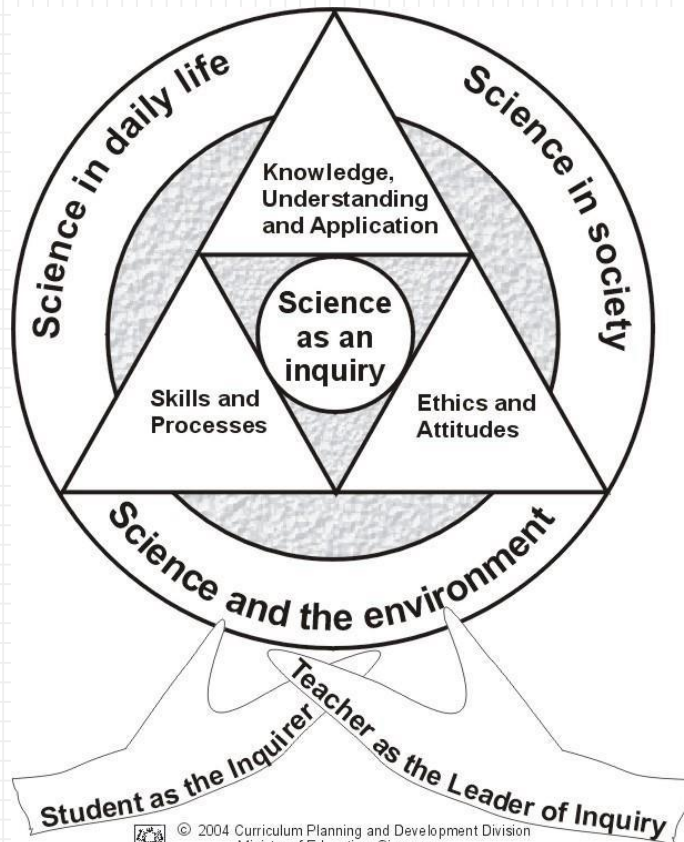 Science in daily life
Science in society
Knowledge,
Understanding
and Application
Science
as an
inquiry
Skills and
Processes
Ethics and
Attitudes
Science and the environment
Student as the Inquirer
Teacher as the Leader of Inquiry
© 2004 Curriculum Planning and Development Division